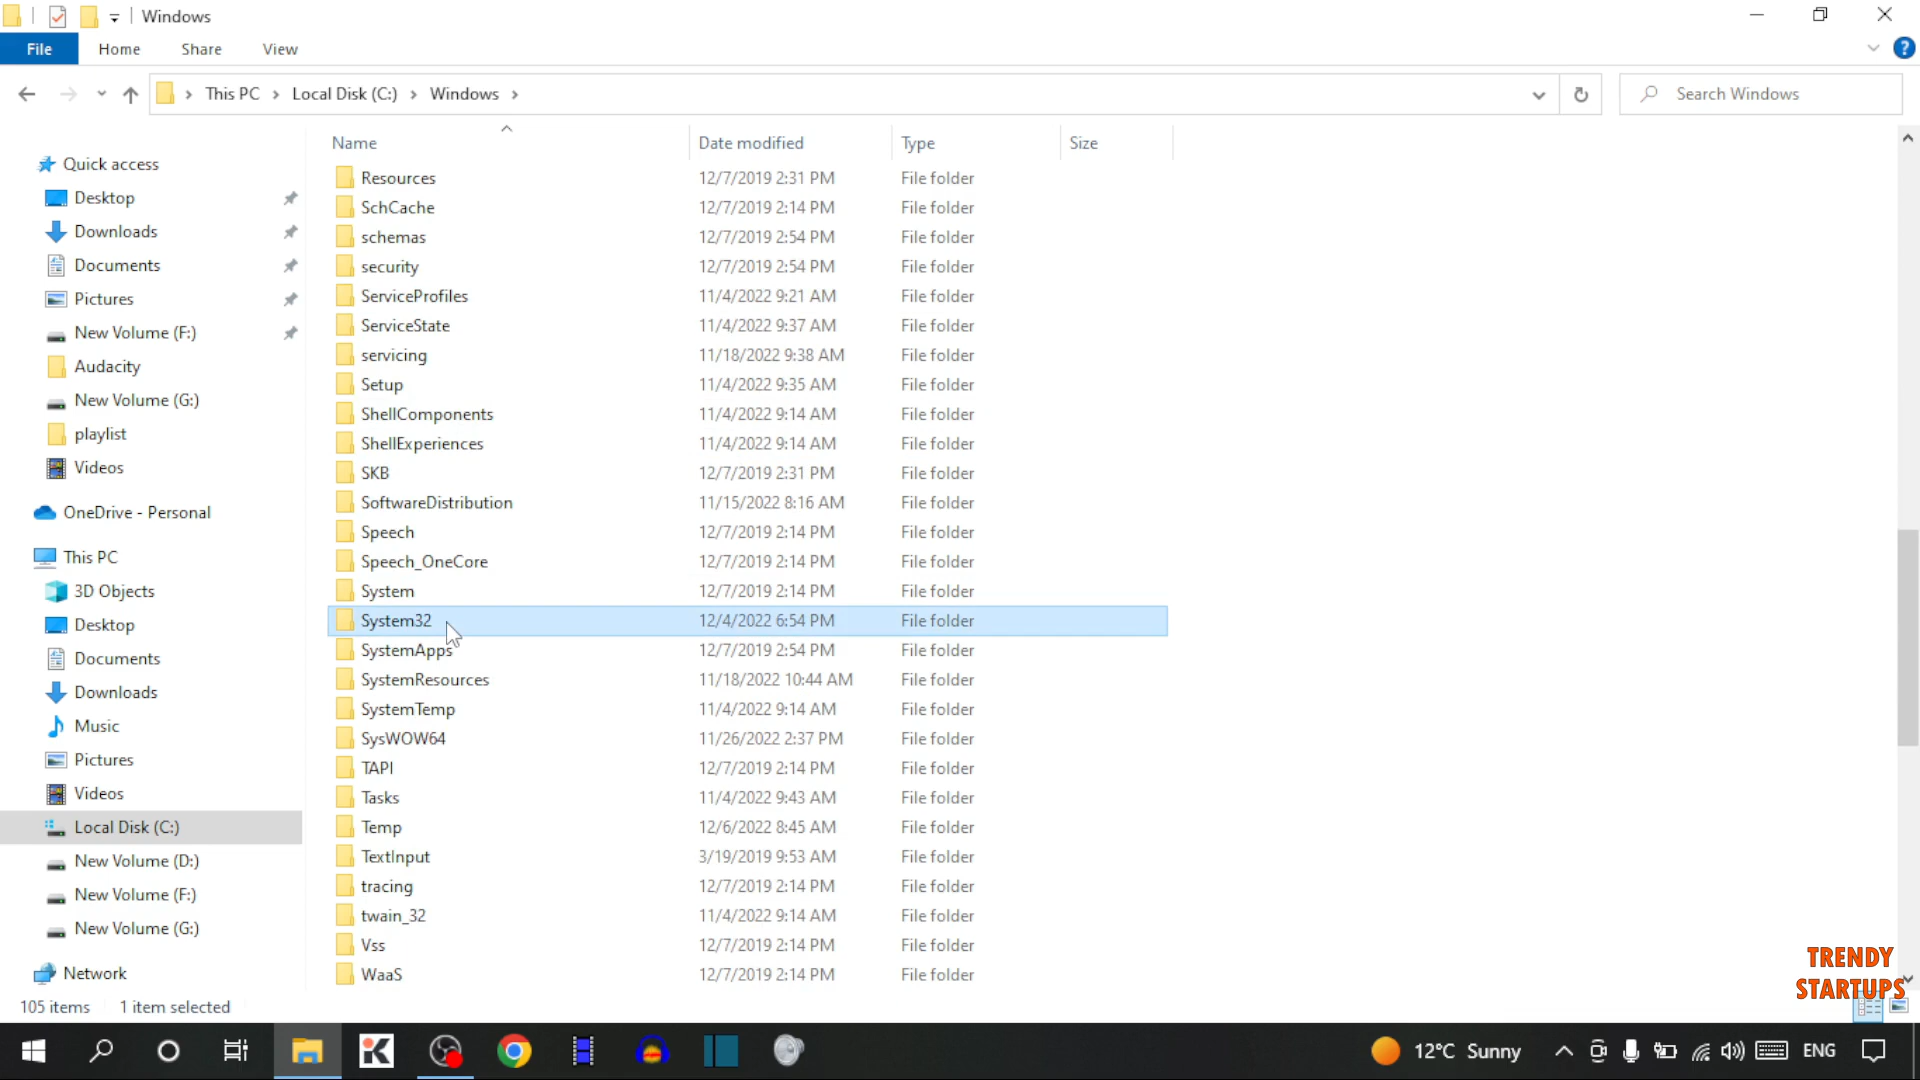 Windows
File Home Share View
This PC Local Disk (C:) Windows
Search Windows
Name Date modified Type Size
Quick access
Desktop
Downloads
Documents
Pictures
New Volume (F:)
Audacity
New Volume (G:)
playlist
Videos
OneDrive - Personal
This PC
3D Objects
Desktop
Documents
Downloads
Music
Pictures
Videos
Local Disk (C:)
New Volume (D:)
New Volume (F:)
New Volume (G:)
Network
Resources 12/7/2019 2:31 PM File folder
SchCache 12/7/2019 2:14 PM File folder
schemas 12/7/2019 2:54 PM File folder
security 12/7/2019 2:54 PM File folder
ServiceProfiles 11/4/2022 9:21 AM File folder
ServiceState 11/4/2022 9:37 AM File folder
servicing 11/18/2022 9:38 AM File folder
Setup 11/4/2022 9:35 AM File folder
ShellComponents 11/4/2022 9:14 AM File folder
ShellExperiences 11/4/2022 9:14 AM File folder
SKB 12/7/2019 2:31 PM File folder
SoftwareDistribution 11/15/2022 8:16 AM File folder
Speech 12/7/2019 2:14 PM File folder
Speech_OneCore 12/7/2019 2:14 PM File folder
System 12/7/2019 2:14 PM File folder
System32 12/4/2022 6:54 PM File folder
SystemApps 12/7/2019 2:54 PM File folder
SystemResources 11/18/2022 10:44 AM File folder
SystemTemp 11/4/2022 9:14 AM File folder
SysWOW64 11/26/2022 2:37 PM File folder
TAPI 12/7/2019 2:14 PM File folder
Tasks 11/4/2022 9:43 AM File folder
Temp 12/6/2022 8:45 AM File folder
TextInput 3/19/2019 9:53 AM File folder
tracing 12/7/2019 2:14 PM File folder
twain_32 11/4/2022 9:14 AM File folder
Vss 12/7/2019 2:14 PM File folder
WaaS 12/7/2019 2:14 PM File folder
TRENDY
STARTUPS
105 items 1 item selected
12°C Sunny ENG